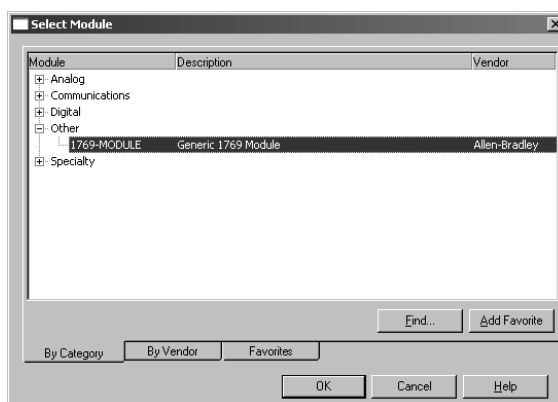 Select Module
Module Description Vendor
Analog
Communications
Digital
Other
1769-MODULE Generic 1769 Module Allen-Bradley
Specialty
Find... Add Favorite
By Category By Vendor Favorites
OK Cancel Help